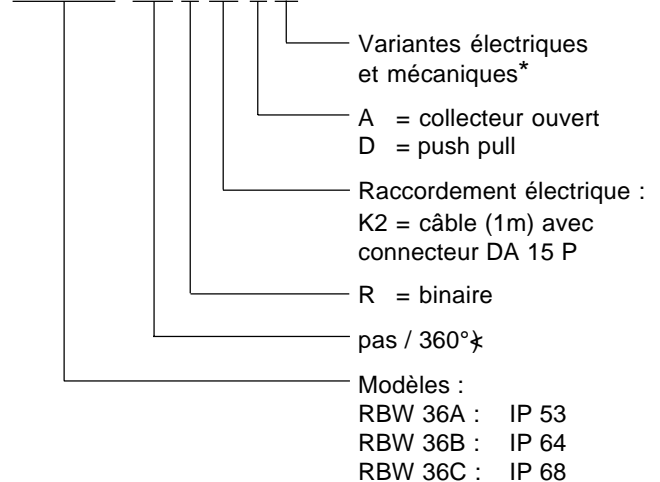 Variantes électriques
et mécaniques*
A = collecteur ouvert
D = push pull
Raccordement électrique :
K2 = câble (1m) avec
connecteur DA 15 P
R = binaire
pas / 360°∢
Modèles :
RBW 36A : IP 53
RBW 36B : IP 64
RBW 36C : IP 68